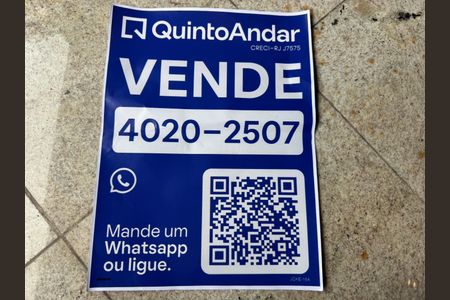 QuintoAndar
CRECI-RJ J7575
VENDE
4020-2507
Mande um
Whatsapp
ou ligue.